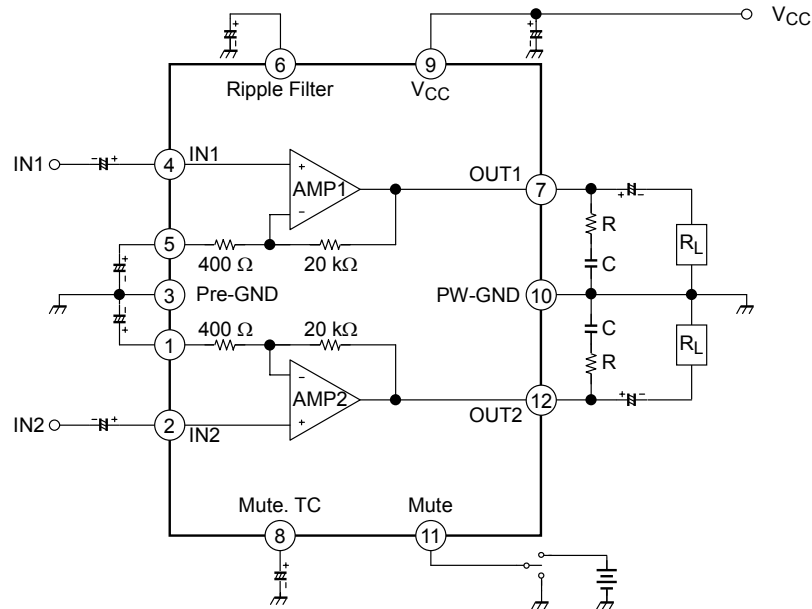 VCC
6
9
Ripple Filter
VCC
IN1
4
IN1
AMP1
+
−
OUT1
7
R
C
RL
5
400 Ω
20 kΩ
3
Pre-GND
PW-GND
10
1
400 Ω
20 kΩ
C
R
RL
−
AMP2
+
12
IN2
2
IN2
OUT2
Mute. TC
Mute
8
11